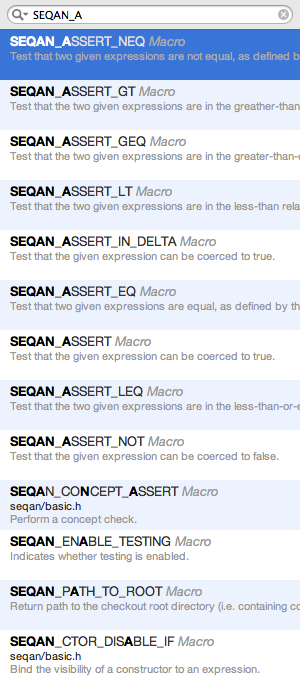 SEQAN_A
SEQAN_ASSERT_NEQ Macro
Test that two given expressions are not equal, as defined by
SEQAN_ASSERT_GT Macro
Test that the two given expressions are in the greather-than
SEQAN_ASSERT_GEQ Macro
Test that the two given expressions are in the greater-than-
SEQAN_ASSERT_LT Macro
Test that the two given expressions are in the less-than rela
SEQAN_ASSERT_IN_DELTA Macro
Test that the given expression can be coerced to true.
SEQAN_ASSERT_EQ Macro
Test that two given expressions are equal, as defined by th
SEQAN_ASSERT Macro
Test that the given expression can be coerced to true.
SEQAN_ASSERT_LEQ Macro
Test that the two given expressions are in the less-than-or-e
SEQAN_ASSERT_NOT Macro
Test that the given expression can be coerced to false.
SEQAN_CONCEPT_ASSERT Macro
seqan/basic.h
Perform a concept check.
SEQAN_ENABLE_TESTING Macro
Indicates whether testing is enabled.
SEQAN_PATH_TO_ROOT Macro
Return path to the checkout root directory (i.e. containing co
SEQAN_CTOR_DISABLE_IF Macro
seqan/basic.h
Bind the visibility of a constructor to an expression.